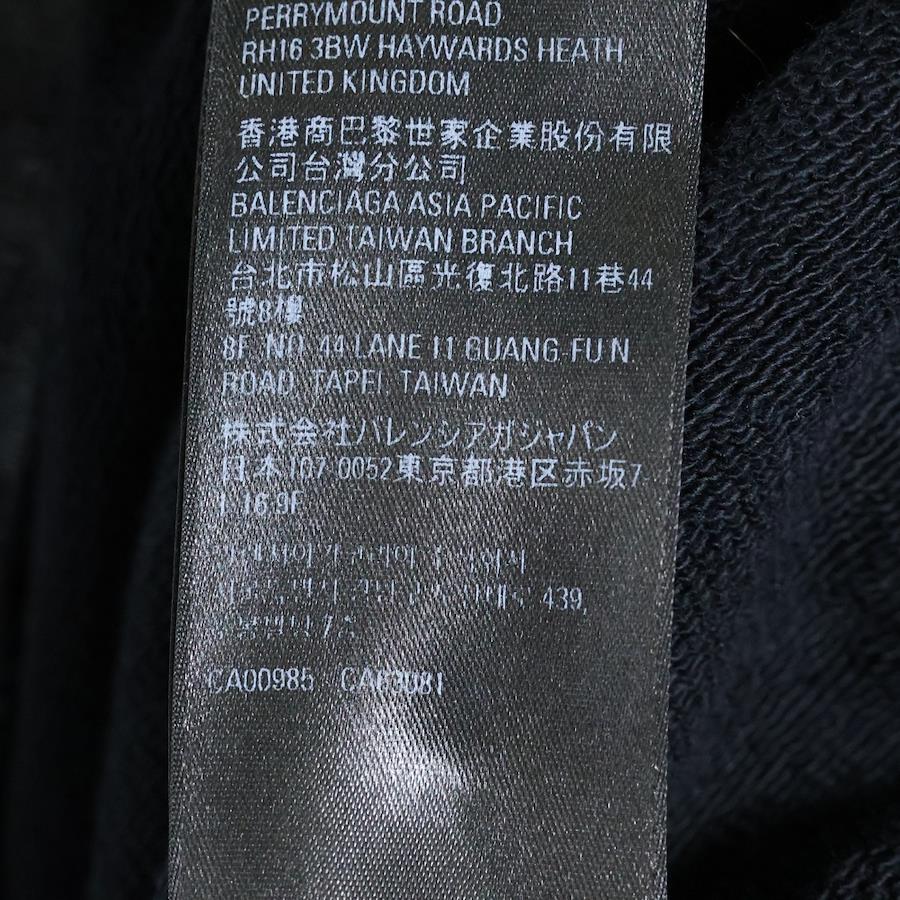 PERRYMOUNT ROAD
RH16 3BW HAYWARDS HEATH
UNITED KINGDOM
香港商巴黎世家企業股份有限
公司台灣分公司
BALENCIAGA ASIA PACIFIC
LIMITED TAIWAN BRANCH
台北市松山區光復北路11巷44
號8樓
8F NO 44 LANE 11 GUANG-FU N.
ROAD, TAPEI, TAIWAN
株式会社バレンシアガジャパン
日本107 0052東京都港区赤坂7-
1 16 9F
439,
CA00985 CA63081